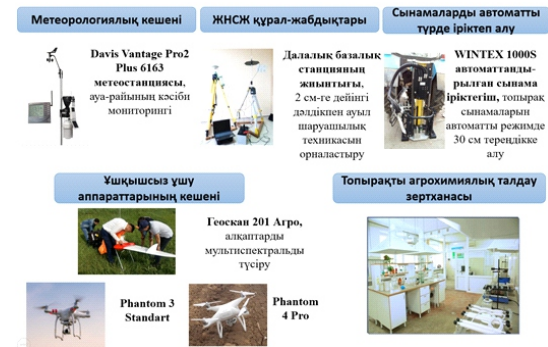 Метеорологиялық кешені
Davis Vantage Pro2
Plus 6163
метеостанциясы,
ауа-райының кәсіби
мониторингі
ЖНСЖ құрал-жабдықтары
Далалық базалық
станцияның
жиынтығы,
2 см-ге дейінгі
дәлдікпен ауыл
шаруашылық
техникасын
орналастыру
Сынамаларды автоматты
түрде іріктеп алу
WINTEX 1000S
автоматтанды-
рылған сынама
іріктегіш, топырақ
сынамаларын
автоматты режимде
30 см тереңдікке
алу
Ұшқышсыз ұшу
аппараттарының кешені
Геоскан 201 Агро,
алқаптарды
мультиспектральды
түсіру
Phantom 3
Standart
Phantom
4 Pro
Топырақты агрохимиялық талдау
зертханасы